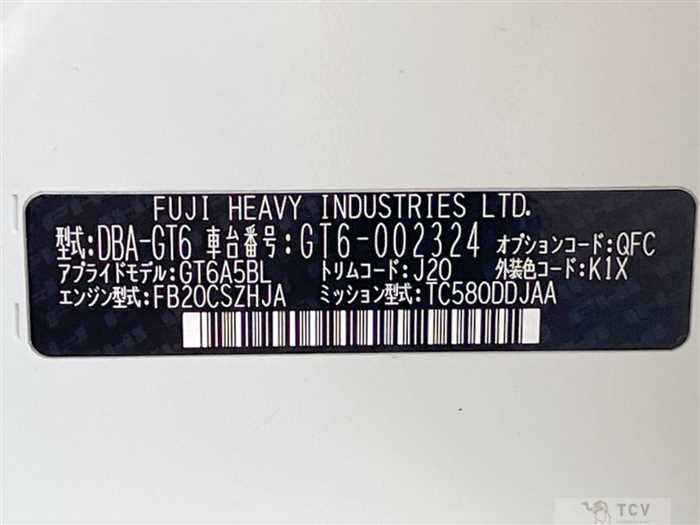 FUJI HEAVY INDUSTRIES LTD.
型式:DBA-GT6 車台番号:GT6-002324 オプションコード:QFC
アプライドモデル:GT6A5BL トリムコード:J20 外装色コード:K1X
エンジン型式:FB20CSZHJA ミッション型式:TC580DDJAA
TCV